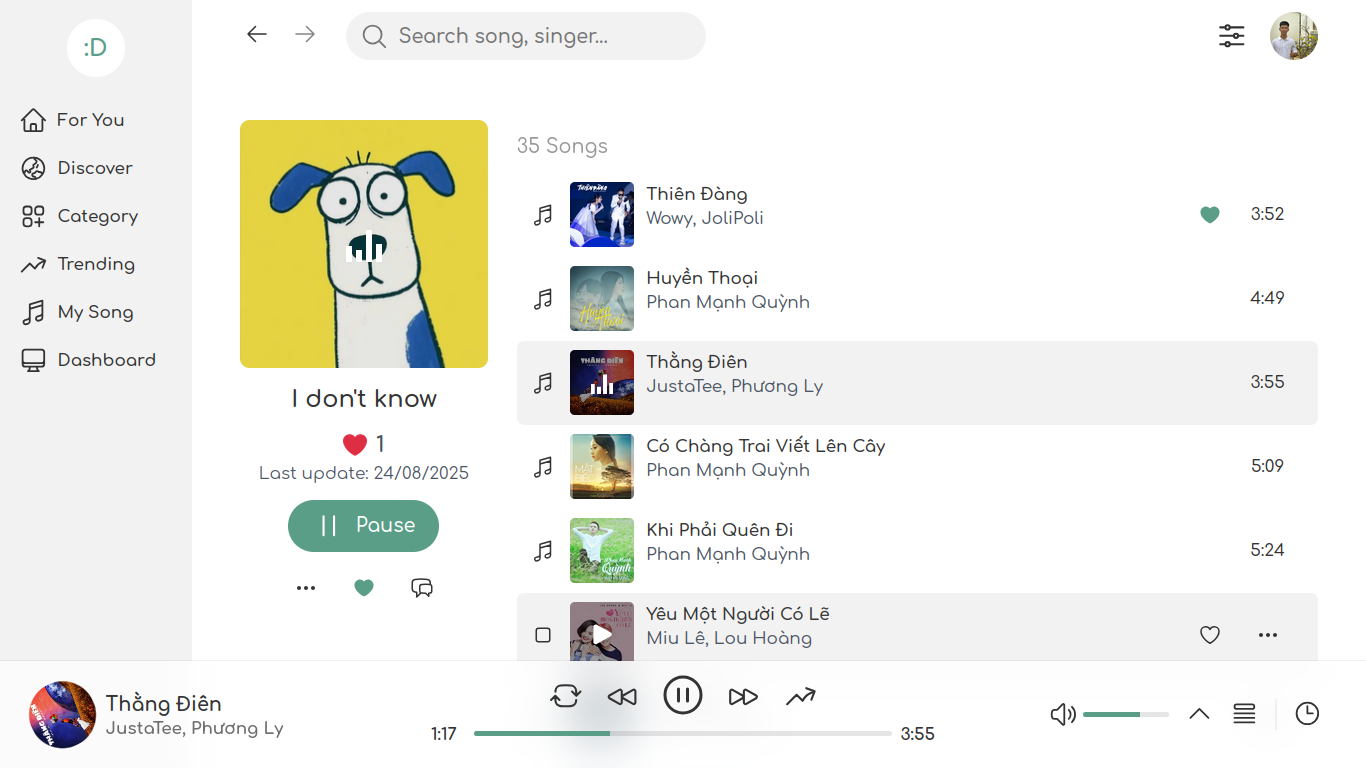 :D
For You
Discover
Category
Trending
My Song
Dashboard
Search song, singer...
I don't know
1
Last update: 24/08/2025
Pause
35 Songs
Thiên Đàng
Wowy, JoliPoli
3:52
Huyền Thoại
Phan Mạnh Quỳnh
4:49
THẰNG ĐIÊN
Thằng Điên
JustaTee, Phương Ly
3:55
Có Chàng Trai Viết Lên Cây
Phan Mạnh Quỳnh
5:09
Khi Phải Quên Đi
Phan Mạnh Quỳnh
5:24
Yêu Một Người Có Lẽ
Miu Lê, Lou Hoàng
Thằng Điên
JustaTee, Phương Ly
1:17
3:55